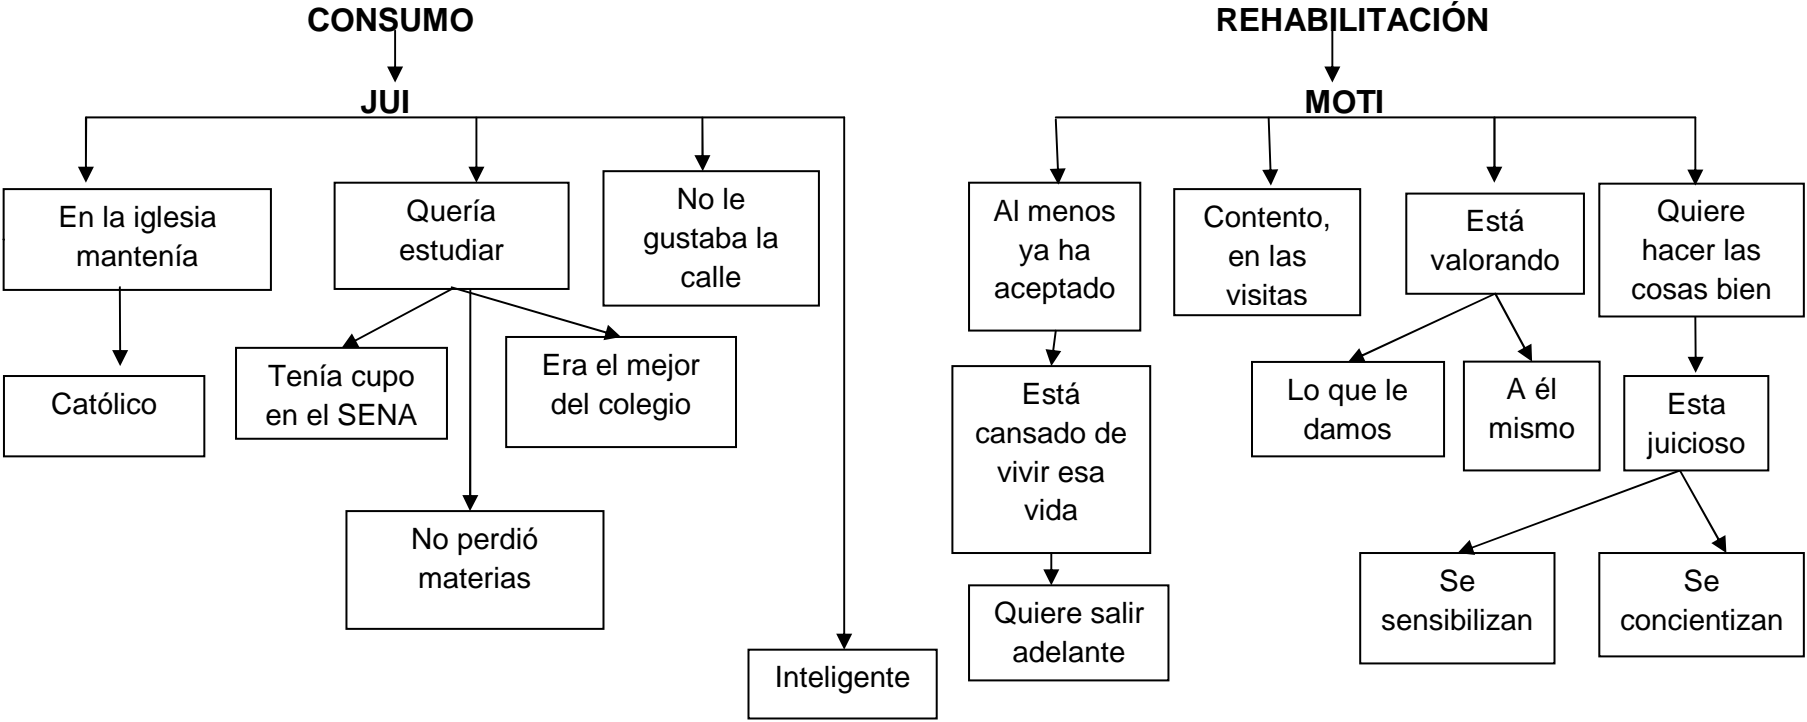 CONSUMO
JUI
En la iglesia
mantenía
Católico
Quería
estudiar
Tenía cupo
en el SENA
No perdió
materias
Era el mejor
del colegio
No le
gustaba la
calle
Inteligente
REHABILITACIÓN
MOTI
Al menos
ya ha
aceptado
Está
cansado de
vivir esa
vida
Quiere salir
adelante
Contento,
en las
visitas
Está
valorando
Lo que le
damos
A él
mismo
Quiere
hacer las
cosas bien
Esta
juicioso
Se
sensibilizan
Se
concientizan